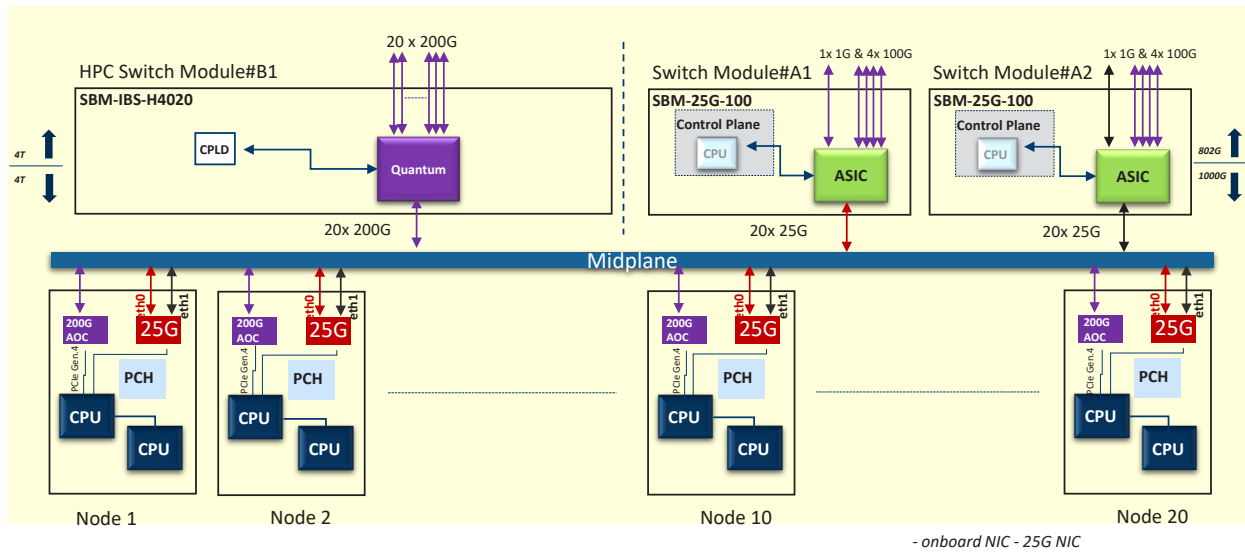 20 x 200G
HPC Switch Module#B1
SBM-IBS-H4020
CPLD
Quantum
4T
4T
20x 200G
1x 1G & 4x 100G
Switch Module#A1
SBM-25G-100
Control Plane
CPU
ASIC
20x 25G
1x 1G & 4x 100G
Switch Module#A2
SBM-25G-100
Control Plane
CPU
ASIC
802G
1000G
20x 25G
Midplane
eth0
eth1
200G
AOC
25G
PCIe Gen.4
PCH
CPU
CPU
Node 1
eth0
eth1
200G
AOC
25G
PCIe Gen.4
PCH
CPU
CPU
Node 2
eth0
eth1
200G
AOC
25G
PCIe Gen.4
PCH
CPU
CPU
Node 10
eth0
eth1
200G
AOC
25G
PCIe Gen.4
PCH
CPU
CPU
Node 20
- onboard NIC - 25G NIC